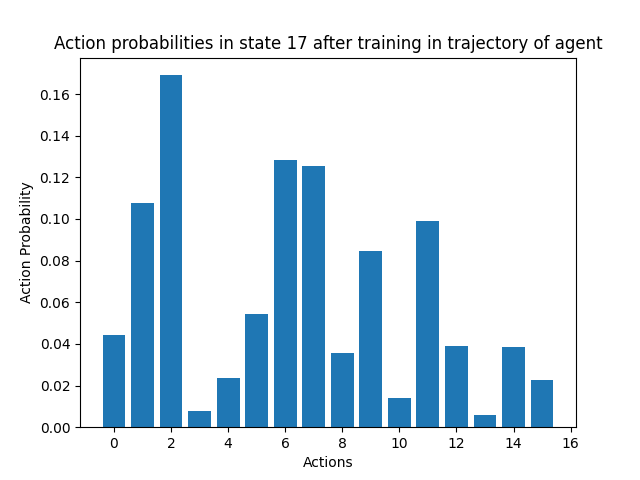 Action probabilities in state 17 after training in trajectory of agent
0.16
0.14
0.12
0.10
0.08
0.06
0.04
0.02
0.00
Action Probability
0 2 4 6 8 10 12 14 16
Actions